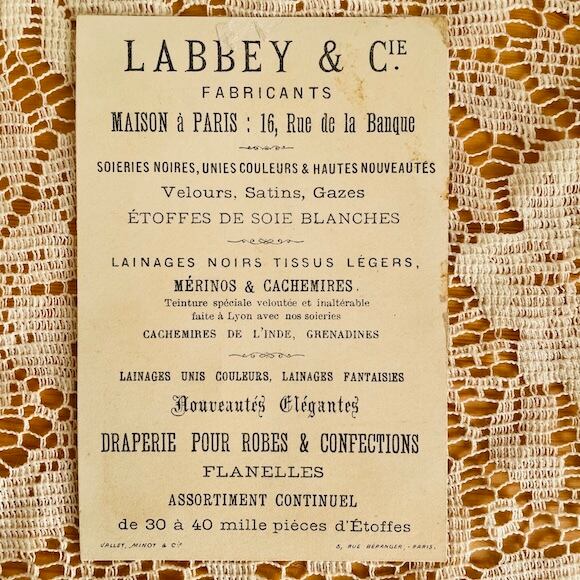 LABBEY & CIE.
FABRICANTS
MAISON à PARIS : 16, Rue de la Banque
SOIERIES NOIRES, UNIES COULEURS & HAUTES NOUVEAUTÉS
Velours, Satins, Gazes
ÉTOFFES DE SOIE BLANCHES
LAINAGES NOIRS TISSUS LÉGERS,
MÉRINOS & CACHEMIRES.
Teinture spéciale veloutée et inaltérable
faite à Lyon avec nos soieries
CACHEMIRES DE L'INDE, GRENADINES
LAINAGES UNIS COULEURS, LAINAGES FANTAISIES
Nouveautés Elégantes
DRAPERIE POUR ROBES & CONFECTIONS
FLANELLES
ASSORTIMENT CONTINUEL
de 30 à 40 mille pièces d'Étoffes
VALLET, MINOT & Cie 5, RUE BÉRANGER, - PARIS.